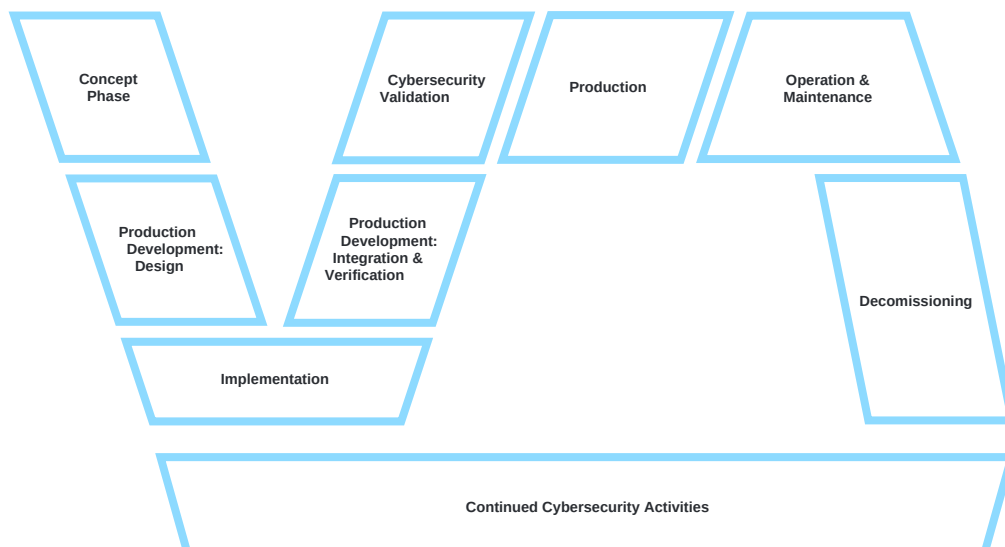 Concept
Phase
Cybersecurity
Validation
Production
Operation &
Maintenance
Production
Development:
Design
Production
Development:
Integration &
Verification
Decomissioning
Implementation
Continued Cybersecurity Activities